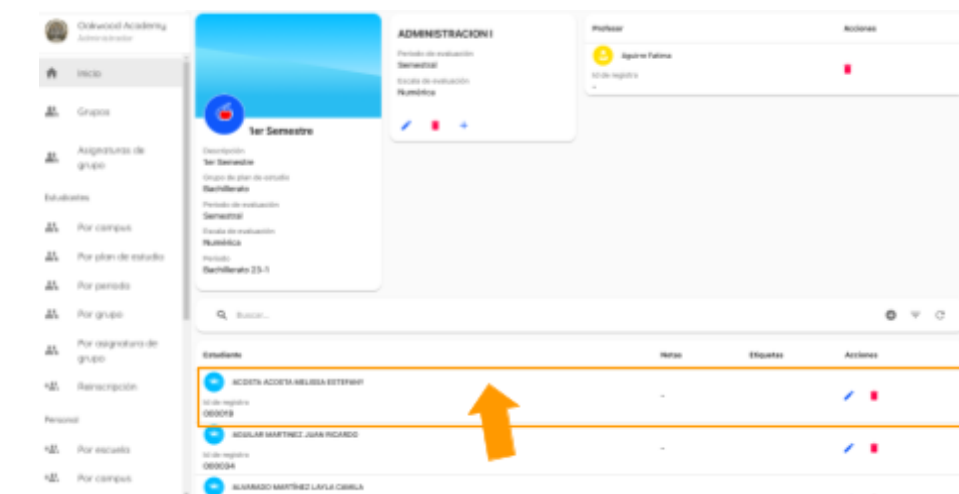 Oakwood Academy
Administrador
Inicio
Grupos
Asignaturas de
grupo
Estudiantes
Por campus
Por plan de estudio
Por periodo
Por grupo
Por asignatura de
grupo
Reinscripción
Personal
Por escuela
Por campus
1er Semestre
Descripción
1er Semestre
Grupo de plan de estudio
Bachillerato
Periodo de evaluación
Semestral
Escala de evaluación
Numérica
Periodo
Bachillerato 23-1
ADMINISTRACION I
Periodo de evaluación
Semestral
Escala de evaluación
Numérica
Profesor Acciones
Aguirre Fatima
Id de registro
-
Buscar...
Estudiante Notas Etiquetas Acciones
ACOSTA ACOSTA MELISSA ESTEFANY
Id de registro
000019
-
AGUILAR MARTINEZ JUAN RICARDO
Id de registro
000034
-
ALVARADO MARTÍNEZ LAYLA CAMILA